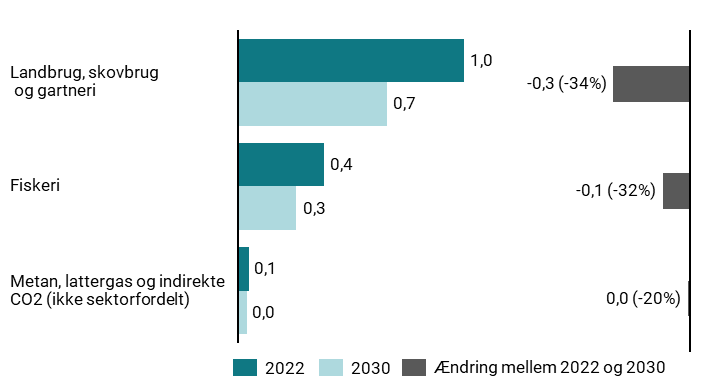 Landbrug, skovbrug
og gartneri
1,0
0,7
-0,3 (-34%)
Fiskeri
0,4
0,3
-0,1 (-32%)
Metan, lattergas og indirekte
CO2 (ikke sektorfordelt)
0,1
0,0
0,0 (-20%)
2022 2030 Ændring mellem 2022 og 2030